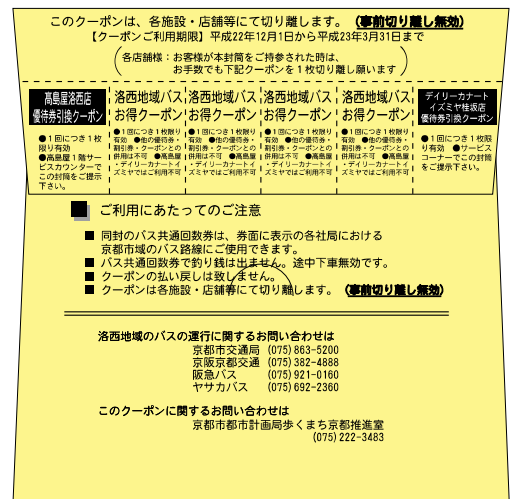 このクーポンは、各施設・店舗等にて切り離します。(事前切り離し無効)
【クーポンご利用期限】平成22年12月1日から平成23年3月31日まで
各店舗様:お客様が本封筒をご持参された時は、
お手数でも下記クーポンを1枚切り離し願います
髙島屋洛西店
優待券引換クーポン
●1回につき1枚
限り有効
●髙島屋1階サー
ビスカウンターで
この封筒をご提示
下さい。
洛西地域バス
お得クーポン
●1回につき1枚限り
有効 ●他の優待券・
割引券・クーポンとの
併用は不可 ●髙島屋
・デイリーカナートイ
ズミヤではご利用不可
洛西地域バス
お得クーポン
●1回につき1枚限り
有効 ●他の優待券・
割引券・クーポンとの
併用は不可 ●髙島屋
・デイリーカナートイ
ズミヤではご利用不可
洛西地域バス
お得クーポン
●1回につき1枚限り
有効 ●他の優待券・
割引券・クーポンとの
併用は不可 ●髙島屋
・デイリーカナートイ
ズミヤではご利用不可
洛西地域バス
お得クーポン
●1回につき1枚限り
有効 ●他の優待券・
割引券・クーポンとの
併用は不可 ●髙島屋
・デイリーカナートイ
ズミヤではご利用不可
デイリーカナート
イズミヤ桂坂店
優待券引換クーポン
●1回につき1枚限
り有効 ●サービス
コーナーでこの封筒
をご提示下さい。
ご利用にあたってのご注意
■ 同封のバス共通回数券は、券面に表示の各社局における
京都市域のバス路線にご使用できます。
■ バス共通回数券で釣り銭は出ません。途中下車無効です。
■ クーポンの払い戻しは致しません。
■ クーポンは各施設・店舗等にて切り離します。(事前切り離し無効)
洛西地域のバスの運行に関するお問い合わせは
京都市交通局 (075)863-5200
京阪京都交通 (075)382-4888
阪急バス (075)921-0160
ヤサカバス (075)692-2360
このクーポンに関するお問い合わせは
京都市都市計画局歩くまち京都推進室
(075)222-3483